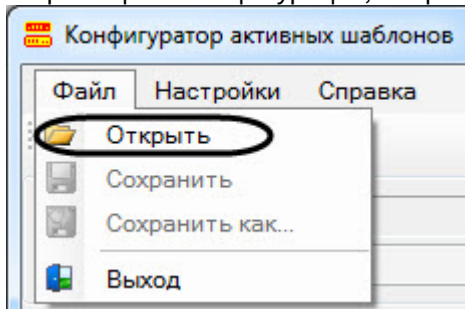 Конфигуратор активных шаблонов
Файл Настройки Справка
Открыть
Сохранить
Сохранить как...
Выход